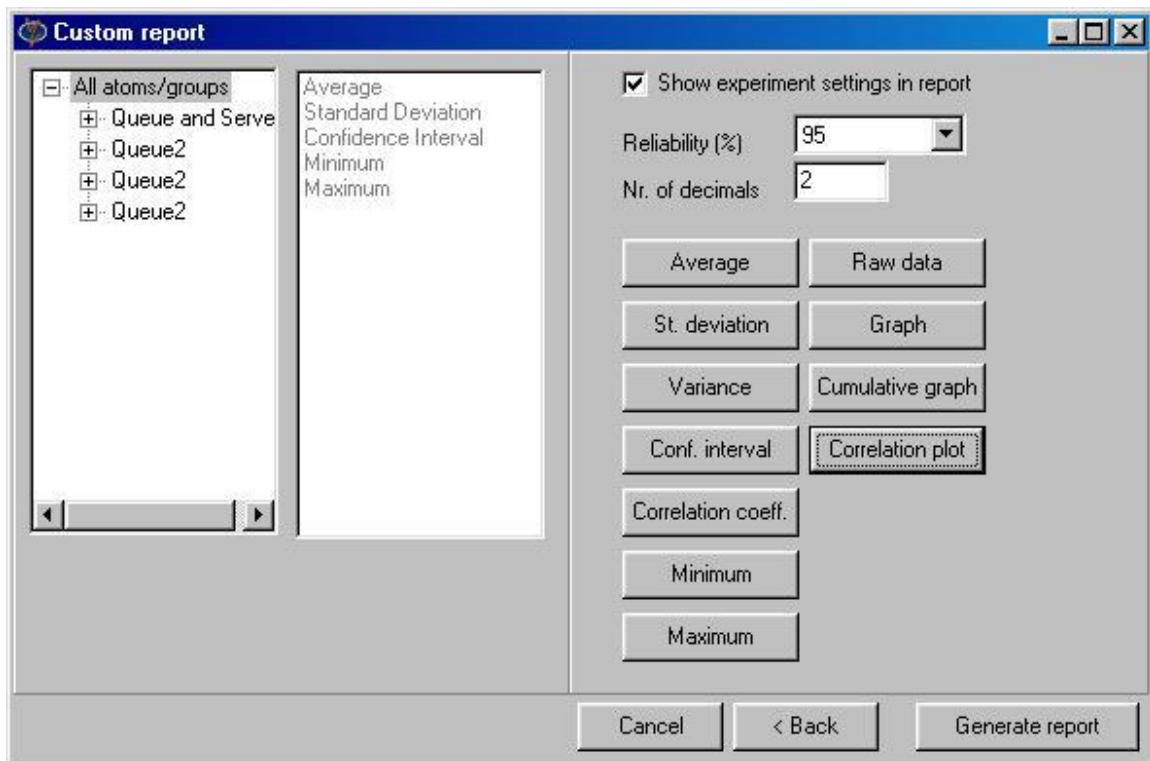 Custom report
All atoms/groups
Queue and Serve
Queue2
Queue2
Queue2
Average
Standard Deviation
Confidence Interval
Minimum
Maximum
Show experiment settings in report
Reliability (%) 95
Nr. of decimals 2
Average Raw data
St. deviation Graph
Variance Cumulative graph
Conf. interval Correlation plot
Correlation coeff.
Minimum
Maximum
Cancel < Back Generate report